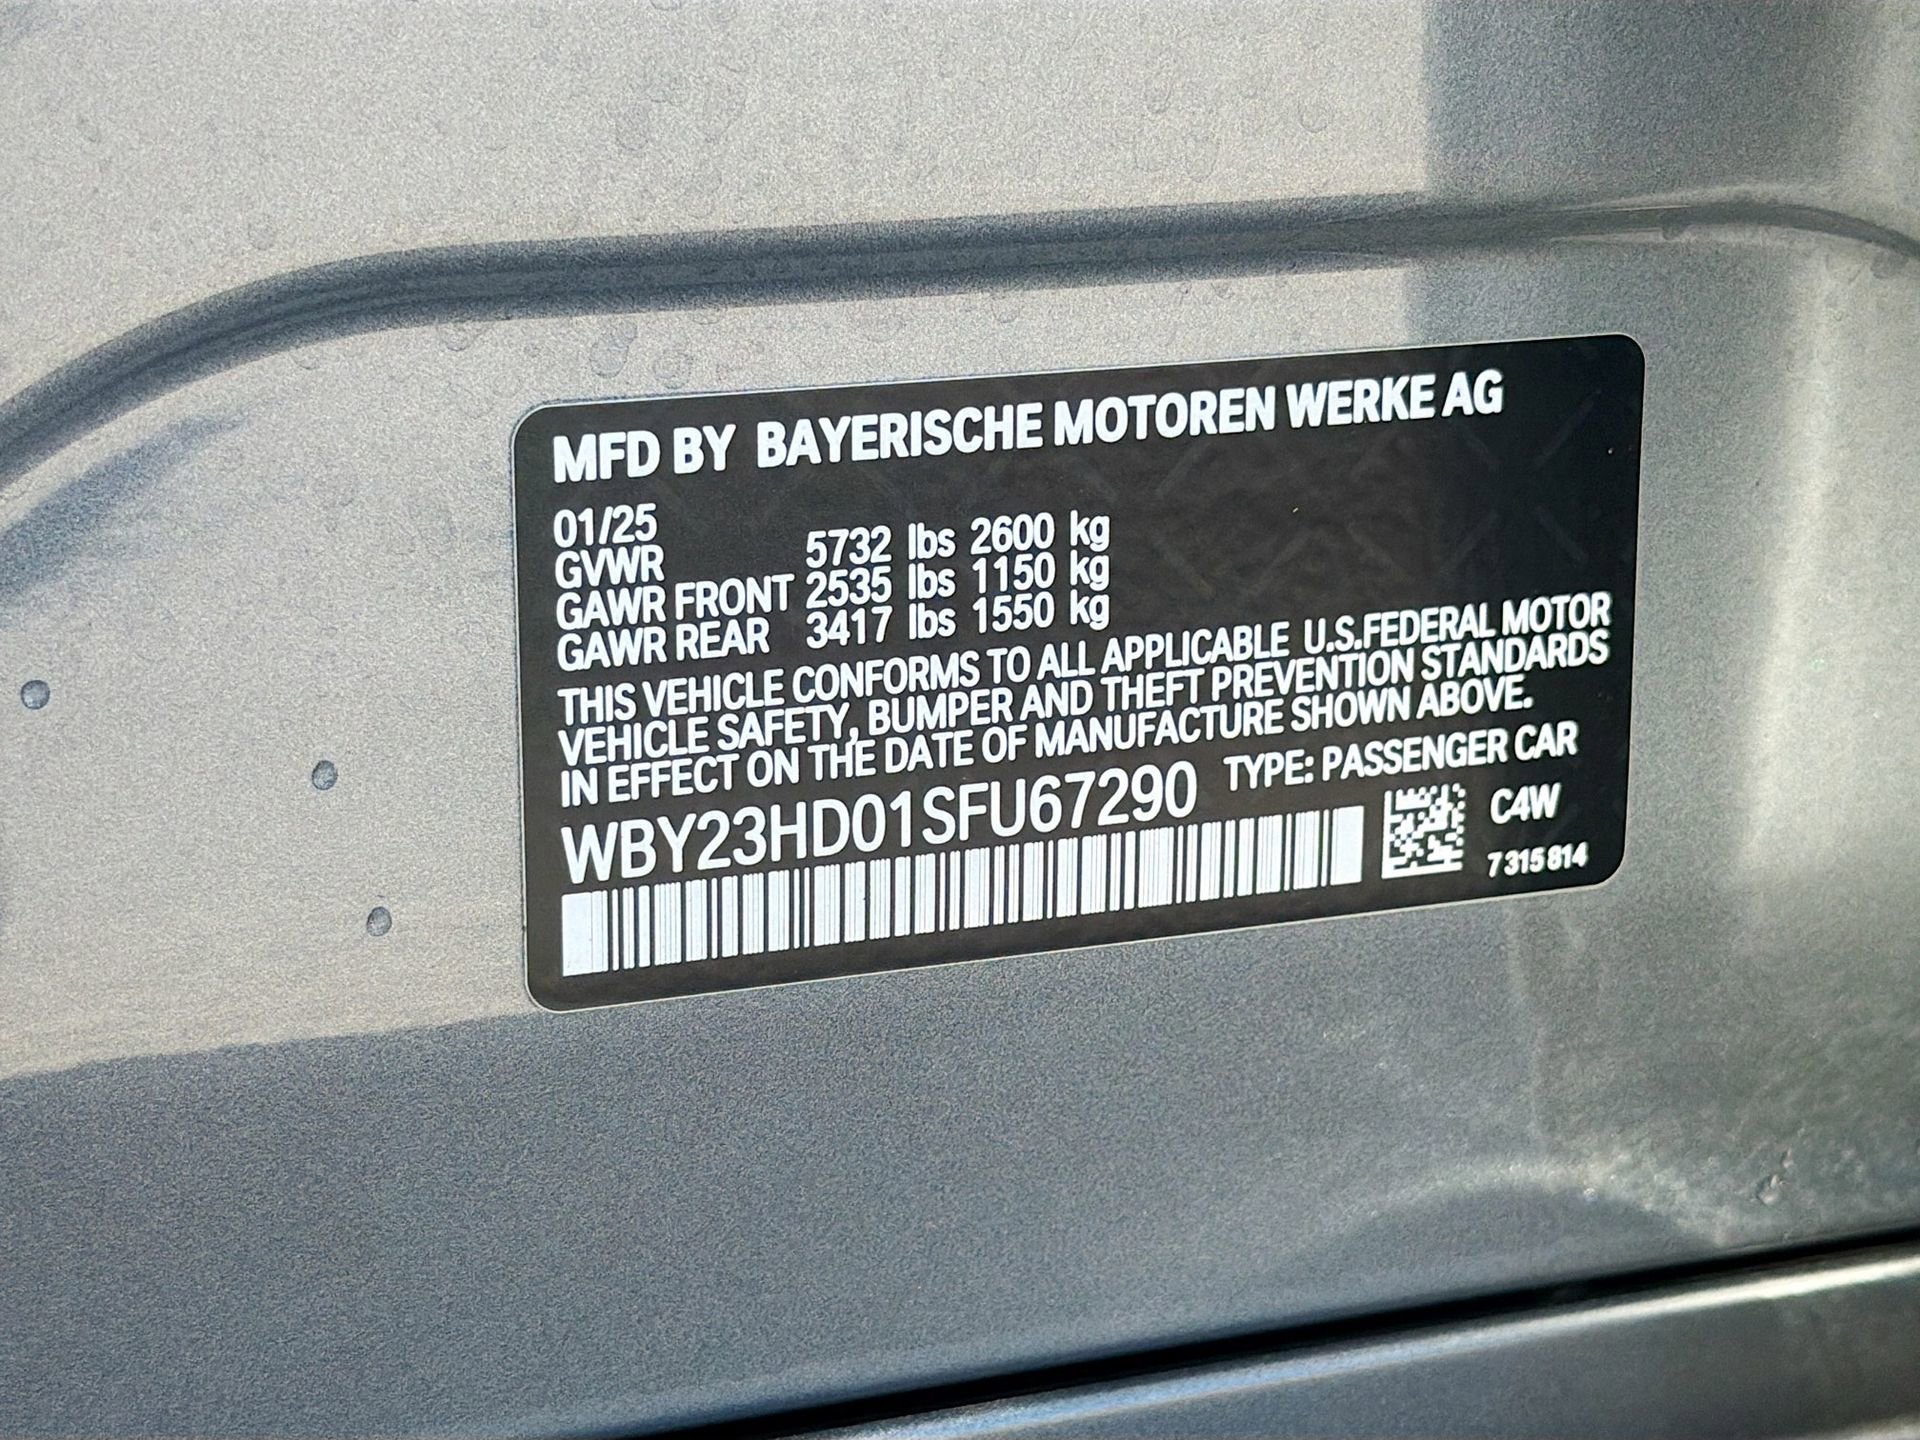 MFD BY BAYERISCHE MOTOREN WERKE AG
01/25
GVWR 5732 lbs 2600 kg
GAWR FRONT 2535 lbs 1150 kg
GAWR REAR 3417 lbs 1550 kg
THIS VEHICLE CONFORMS TO ALL APPLICABLE U.S.FEDERAL MOTOR
VEHICLE SAFETY, BUMPER AND THEFT PREVENTION STANDARDS
IN EFFECT ON THE DATE OF MANUFACTURE SHOWN ABOVE.
WBY23HD01SFU67290 TYPE: PASSENGER CAR
C4W
7 315 814